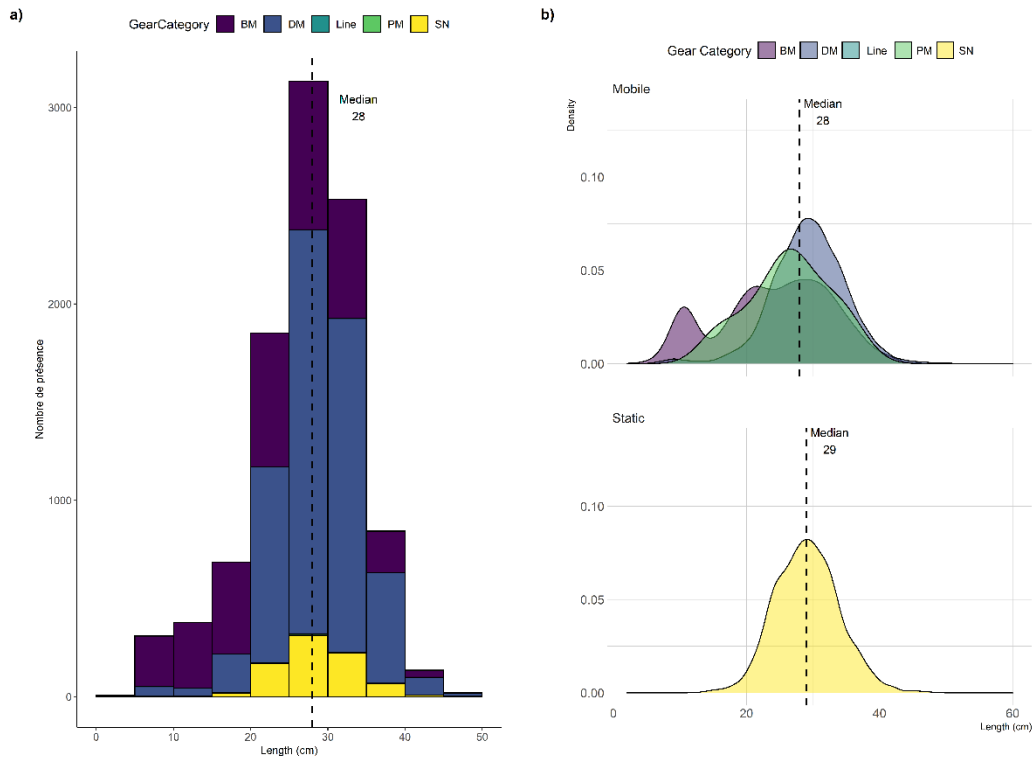 a)
GearCategory BM DM Line PM SN
Median
28
3000
2000
1000
0
Nombre de présence
0 10 20 30 40 50
Length (cm)
b)
Gear Category BM DM Line PM SN
Mobile
Density
Median
28
0.10
0.05
0.00
Static
Median
29
0.10
0.05
0.00
0 20 40 60
Length (cm)